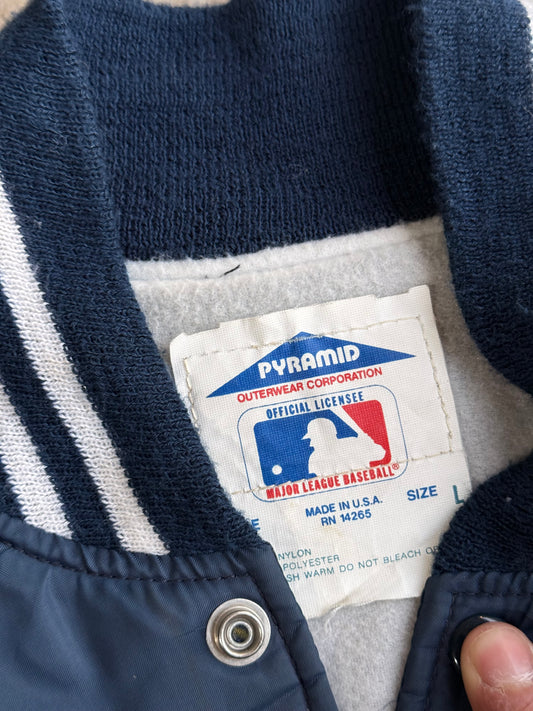 PYRAMID
OUTERWEAR CORPORATION
OFFICIAL LICENSEE
MAJOR LEAGUE BASEBALL®
MADE IN U.S.A. SIZE L
RN 14265
NYLON
POLYESTER
WARM DO NOT BLEACH